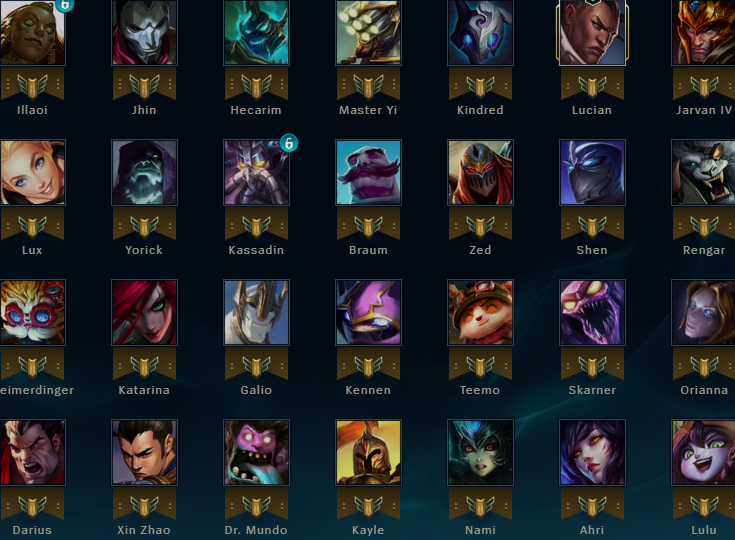 6
Illaoi Jhin Hecarim Master Yi Kindred Lucian Jarvan IV
6
Lux Yorick Kassadin Braum Zed Shen Rengar
eimerdinger Katarina Galio Kennen Teemo Skarner Orianna
Darius Xin Zhao Dr. Mundo Kayle Nami Ahri Lulu